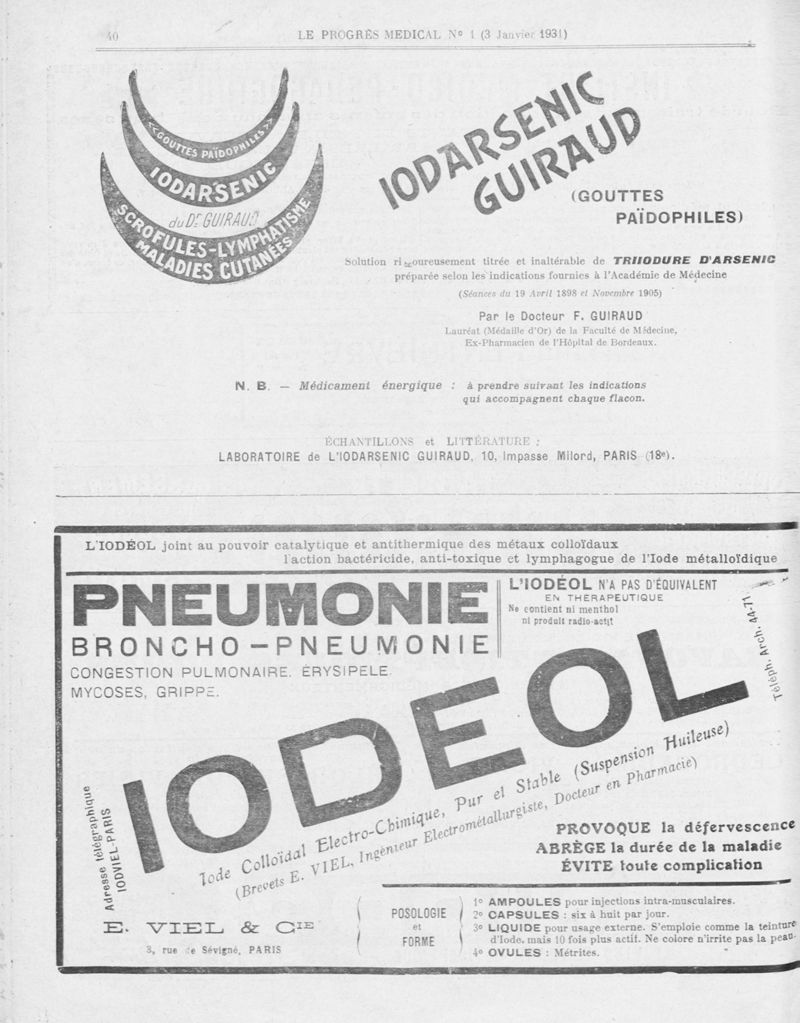 40
LE PROGRÈS MEDICAL No 1 (3 Janvier 1931)
<<GOUTTES PAÏDOPHILES>>
IODARSENIC
du Dr GUIRAUD
SCROFULES-LYMPHATISME
MALADIES CUTANÉES
IODARSENIC
GUIRAUD
(GOUTTES
PAÏDOPHILES)
Solution rigoureusement titrée et inaltérable de TRIIODURE D'ARSENIC
préparée selon les indications fournies à l'Académie de Médecine
(Séances du 19 Avril 1898 et Novembre 1905)
Par le Docteur F. GUIRAUD
Lauréat (Médaille d'Or) de la Faculté de Médecine,
Ex-Pharmacien de l'Hôpital de Bordeaux.
N. B. — Médicament énergique : à prendre suivant les indications
qui accompagnent chaque flacon.
ÉCHANTILLONS et LITTÉRATURE :
LABORATOIRE de L'IODARSENIC GUIRAUD, 10, Impasse Milord, PARIS (18e).
L'IODÉOL joint au pouvoir catalytique et antithermique des métaux colloïdaux
l'action bactéricide, anti-toxique et lymphagogue de l'Iode métalloïdique
PNEUMONIE
BRONCHO-PNEUMONIE
CONGESTION PULMONAIRE. ÉRYSIPELE.
MYCOSES, GRIPPE.
L'IODÉOL N'A PAS D'ÉQUIVALENT
EN THÉRAPEUTIQUE
Ne contient ni menthol
ni produit radio-actif
Téléph. Arch. 44-71
IODEOL
Iode Colloïdal Electro-Chimique, Pur et Stable (Suspension Huileuse)
(Brevets E. VIEL, Ingénieur Electrométallurgiste, Docteur en Pharmacie)
Adresse télégraphique
IODVIEL-PARIS
PROVOQUE la défervescence
ABRÈGE la durée de la maladie
ÉVITE toute complication
E. VIEL & CIE
3, rue de Sévigné, PARIS
POSOLOGIE
et
FORME
1o AMPOULES pour injections intra-musculaires.
2o CAPSULES : six à huit par jour.
3o LIQUIDE pour usage externe. S'emploie comme la teinture
d'Iode, mais 10 fois plus actif. Ne colore n'irrite pas la peau.
4o OVULES : Métrites.